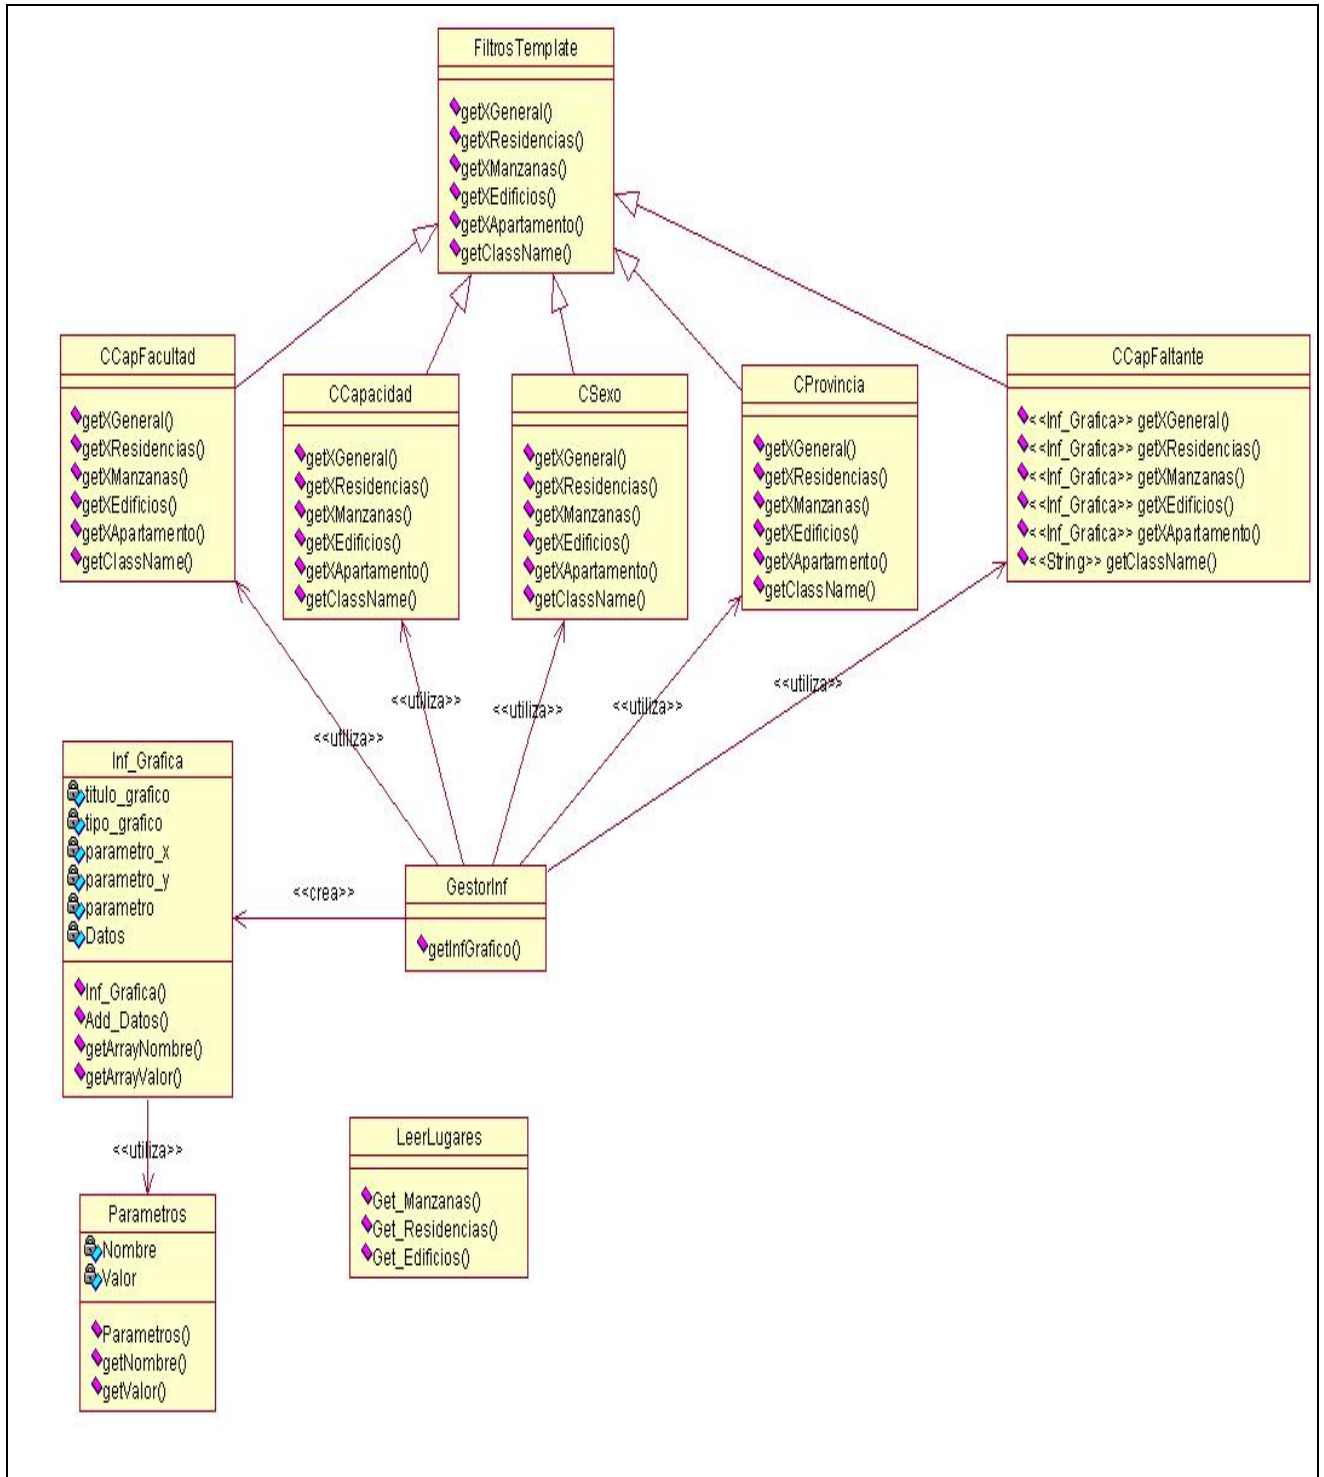 FiltrosTemplate
getXGeneral()
getXResidencias()
getXManzanas()
getXEdificios()
getXApartamento()
getClassName()
CCapFacultad
getXGeneral()
getXResidencias()
getXManzanas()
getXEdificios()
getXApartamento()
getClassName()
CCapacidad
getXGeneral()
getXResidencias()
getXManzanas()
getXEdificios()
getXApartamento()
getClassName()
CSexo
getXGeneral()
getXResidencias()
getXManzanas()
getXEdificios()
getXApartamento()
getClassName()
CProvincia
getXGeneral()
getXResidencias()
getXManzanas()
getXEdificios()
getXApartamento()
getClassName()
CCapFaltante
<<Inf_Grafica>> getXGeneral()
<<Inf_Grafica>> getXResidencias()
<<Inf_Grafica>> getXManzanas()
<<Inf_Grafica>> getXEdificios()
<<Inf_Grafica>> getXApartamento()
<<String>> getClassName()
<<utiliza>>
<<utiliza>>
<<utiliza>>
<<utiliza>>
<<utiliza>>
Inf_Grafica
titulo_grafico
tipo_grafico
parametro_x
parametro_y
parametro
Datos
Inf_Grafica()
Add_Datos()
getArrayNombre()
getArrayValor()
<<crea>>
GestorInf
getInfGrafico()
<<utiliza>>
Parametros
Nombre
Valor
Parametros()
getNombre()
getValor()
LeerLugares
Get_Manzanas()
Get_Residencias()
Get_Edificios()